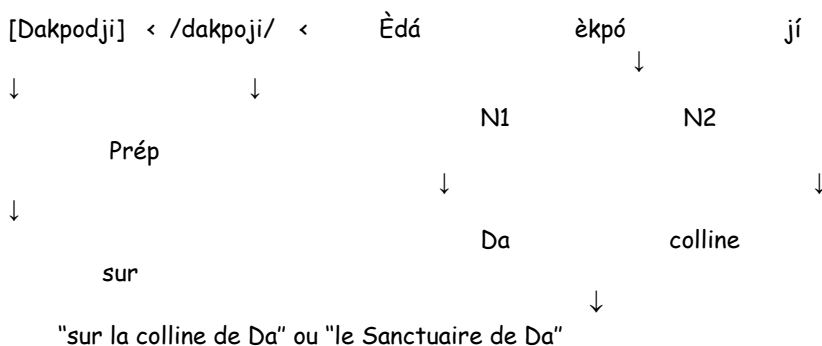 [Dakpodji] < /dakpoji/ < Èdá èkpó jí
↓
↓ ↓
N1 N2
Prép
↓ ↓
↓
Da colline
sur
↓
"sur la colline de Da" ou "le Sanctuaire de Da"